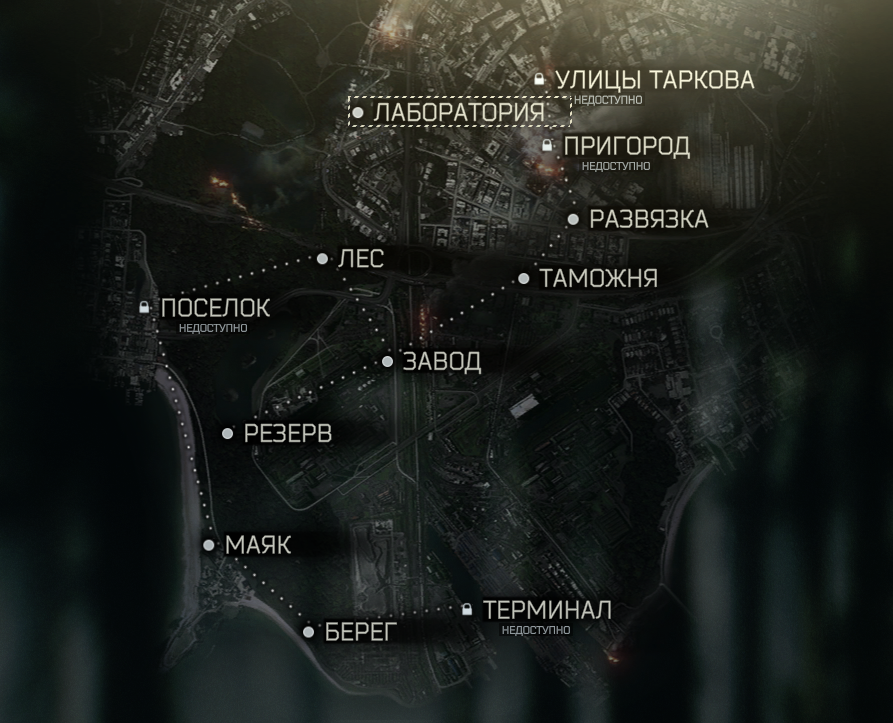 УЛИЦЫ ТАРКОВА
НЕДОСТУПНО
ЛАБОРАТОРИЯ
ПРИГОРОД
НЕДОСТУПНО
РАЗВЯЗКА
ЛЕС
ТАМОЖНЯ
ПОСЕЛОК
НЕДОСТУПНО
ЗАВОД
РЕЗЕРВ
МАЯК
ТЕРМИНАЛ
НЕДОСТУПНО
БЕРЕГ